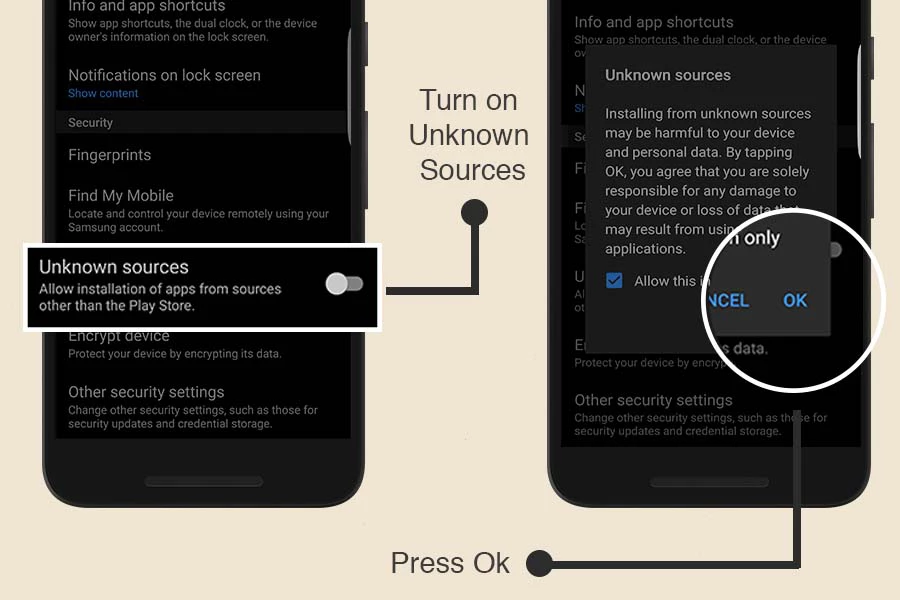 Info and app shortcuts
Show app shortcuts, the dual clock, or the device
owner's information on the lock screen.
Notifications on lock screen
Show content
Security
Fingerprints
Find My Mobile
Locate and control your device remotely using your
Samsung account.
Unknown sources
Allow installation of apps from sources
other than the Play Store.
Encrypt device
Protect your device by encrypting its data.
Other security settings
Change other security settings, such as those for
security updates and credential storage.
Turn on
Unknown
Sources
Info and app shortcuts
Show app shortcuts, the dual clock, or the device
Unknown sources
Installing from unknown sources
may be harmful to your device
and personal data. By tapping
OK, you agree that you are solely
responsible for any damage to
your device or loss of data that
may result from using
applications.
Allow this in
n only
NCEL OK
s data.
Protect your device by encryp
Other security settings
Change other security settings, such as those for
security updates and credential storage.
Press Ok